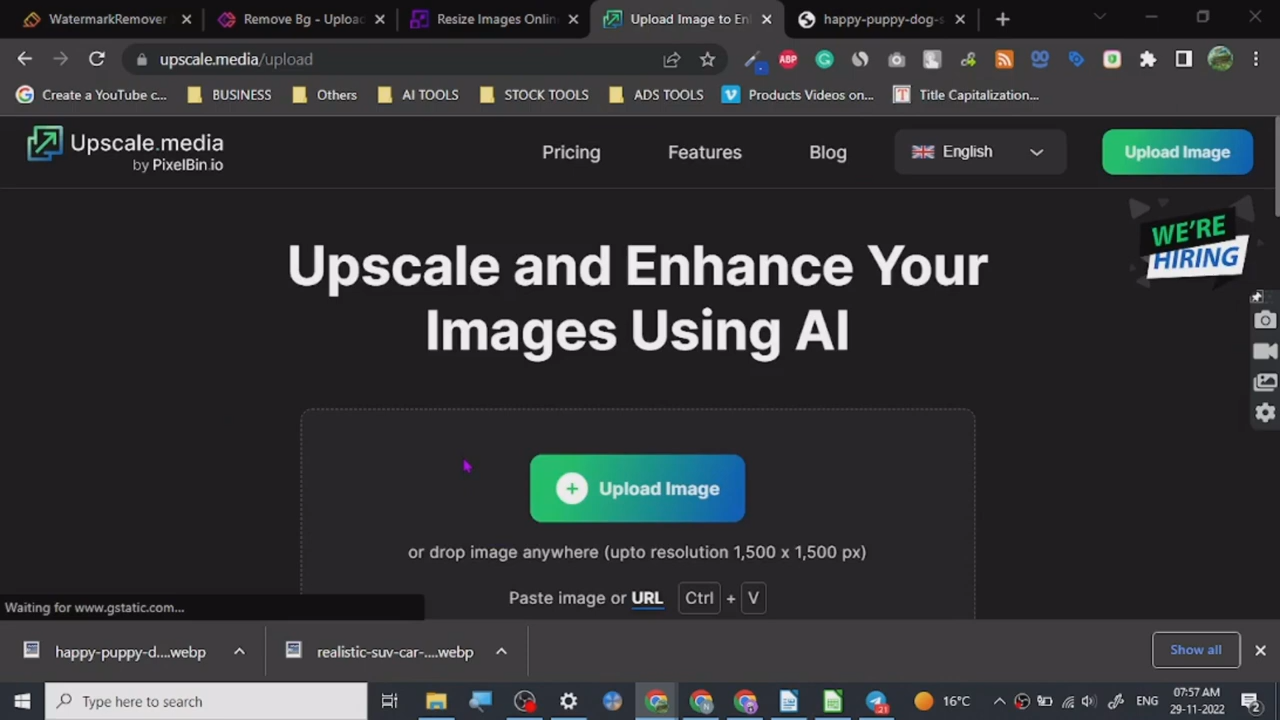 WatermarkRemover
Remove Bg - Uploa
Resize Images Onlin
Upload Image to En
happy-puppy-dog-s
upscale.media/upload
ABP
Create a YouTube c...
BUSINESS
Others
AI TOOLS
STOCK TOOLS
ADS TOOLS
Products Videos on...
Title Capitalization...
Upscale.media
by PixelBin.io
Pricing
Features
Blog
English
Upload Image
WE'RE
HIRING
Upscale and Enhance Your
Images Using AI
Upload Image
or drop image anywhere (upto resolution 1,500 x 1,500 px)
Paste image or URL Ctrl + V
Waiting for www.gstatic.com...
happy-puppy-d....webp
realistic-suv-car-....webp
Show all
Type here to search
21
16°C
ENG
07:57 AM
29-11-2022
2